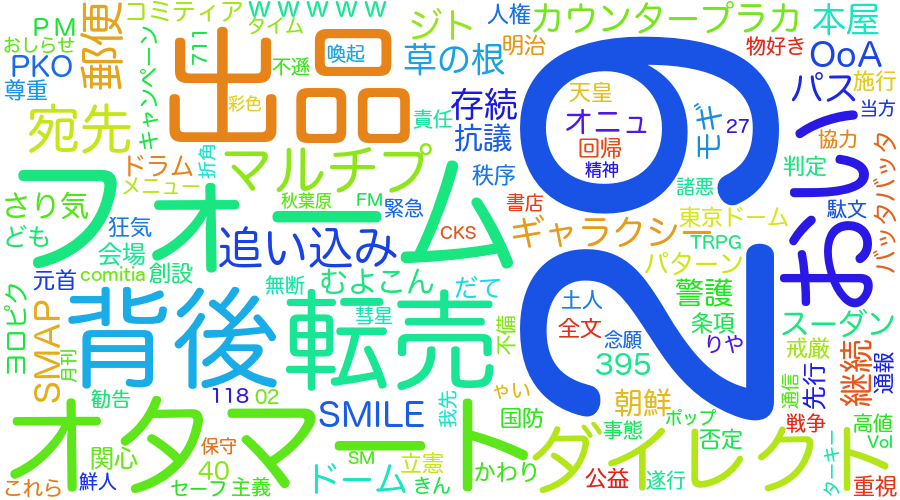 ＰＭ
おしらせ
PKO
尊重
郵便
コミティア
ｗｗｗｗｗ
タイム
711
キャンペーン
出品
喚起
不遜
彩色
ジト
草の根
人権
明治
カウンタープラカ
物好き
本屋
OoA
施行
パス
当方
宛先
ドラム
メニュー
折角
マルチプ
責任
存続
抗議
秩序
29
天皇
オニュ
回帰
精神
モギ
27
おい
協力
判定
諸悪
駄文
バッタバッタ
さり気
ども
狂気
会場
元首
comitia
創設
フォーム
秋葉原
FM
緊急
CKS
追い込み
無断
むよこん
だて
書店
ギャラクシー
東京ドーム
TRPG
パターン
警護
条項
りや
スーダン
戒厳
ヨロピク
SMAP
月刊
背後
転売
彗星
不備
土人
全文
念願
395
朝鮮
継続
通報
先行
通信
勧告
118
02
SMILE
我先
ゃい
国防
事態
ポップ
否定
戦争
高値
Vol
オタマート
関心
保守
40
SM
立憲
ダイレクト
ターキー
これら
鮮人
セーフ
主義
ドーム
きん
かわり
公益
遂行
重視